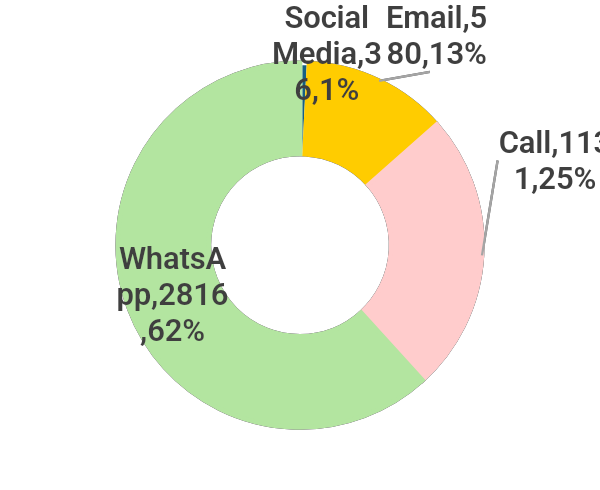 Social
Media,3
6,1%
Email,5
80,13%
Call,113
1,25%
WhatsA
pp,2816
,62%